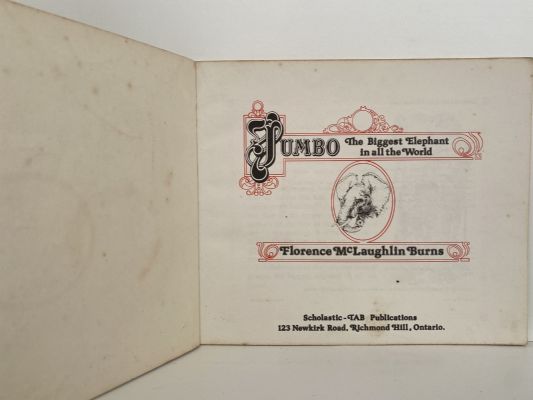 JUMBO The Biggest Elephant
in all the World
Florence McLaughlin Burns
Scholastic-TAB Publications
123 Newkirk Road, Richmond Hill, Ontario.